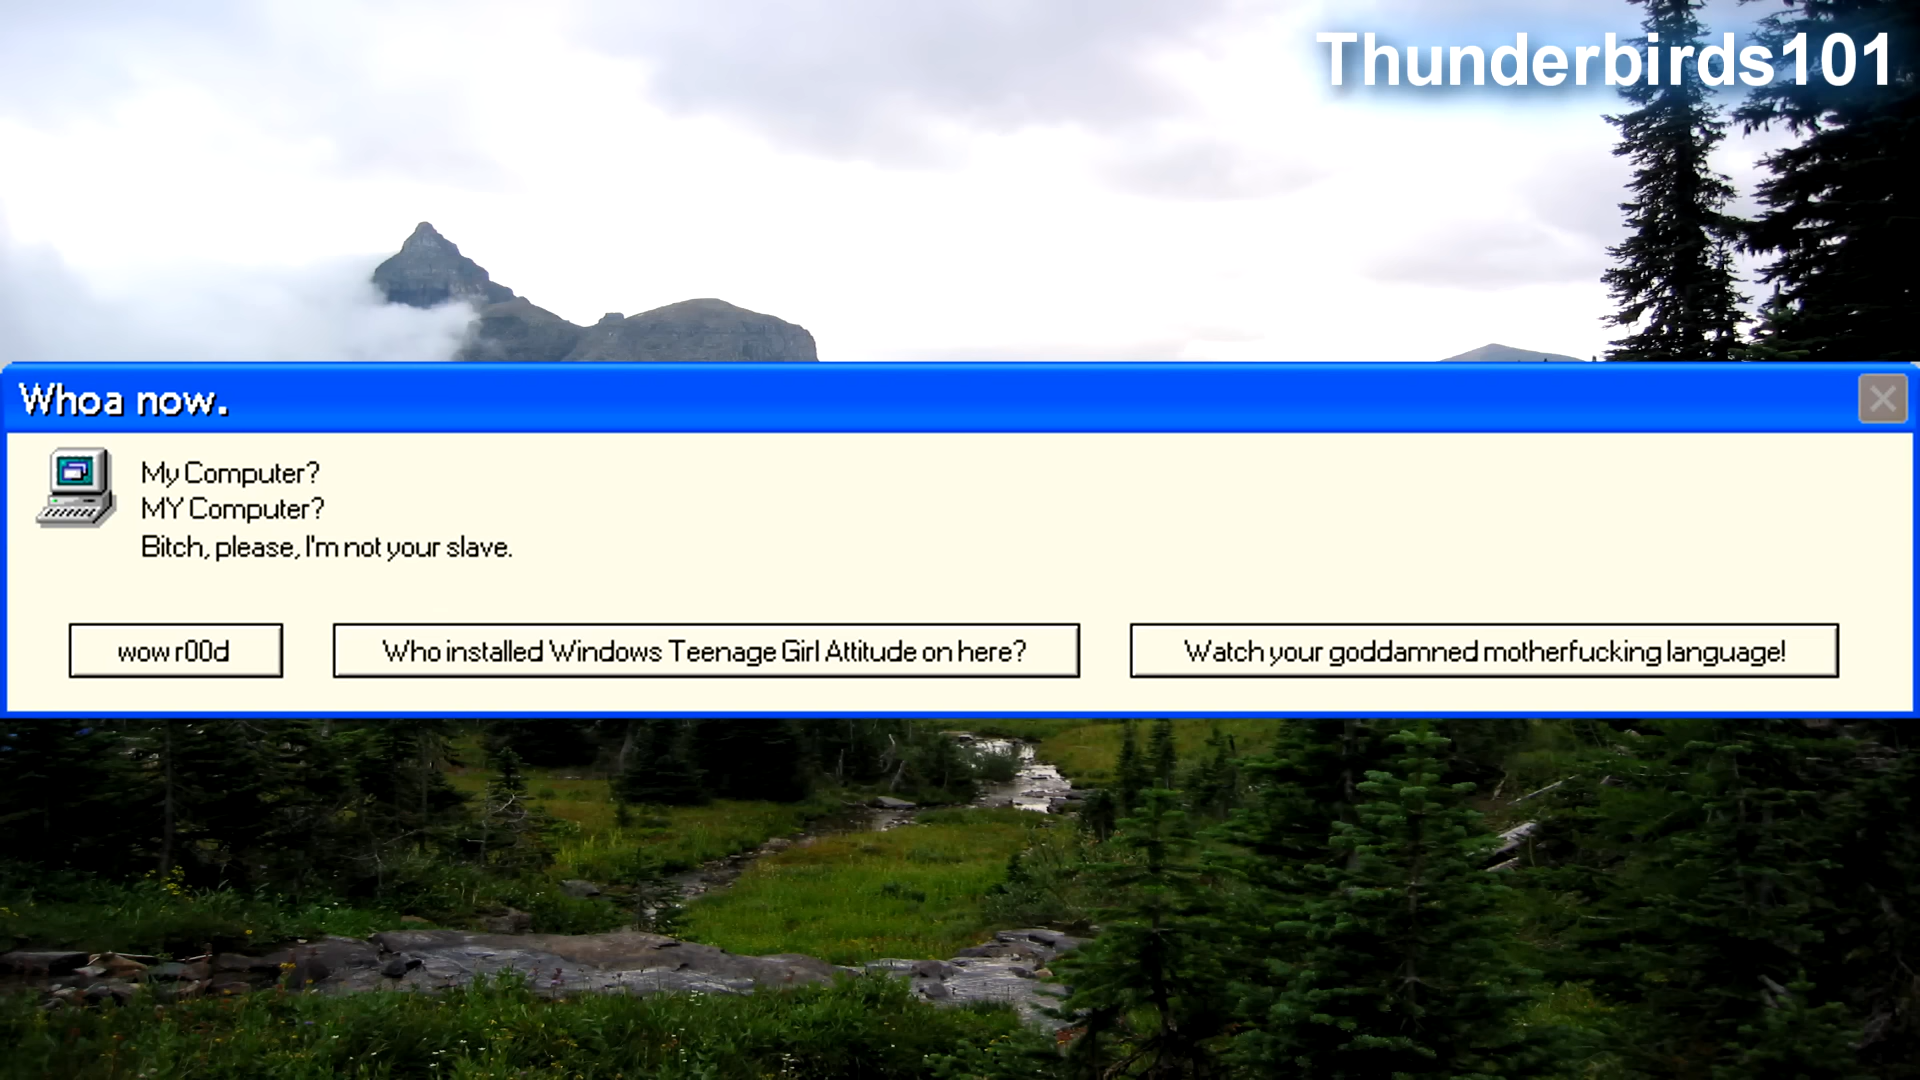 Thunderbirds101
Whoa now.
My Computer?
MY Computer?
Bitch, please, I'm not your slave.
wow r00d
Who installed Windows Teenage Girl Attitude on here?
Watch your goddamned motherfucking language!